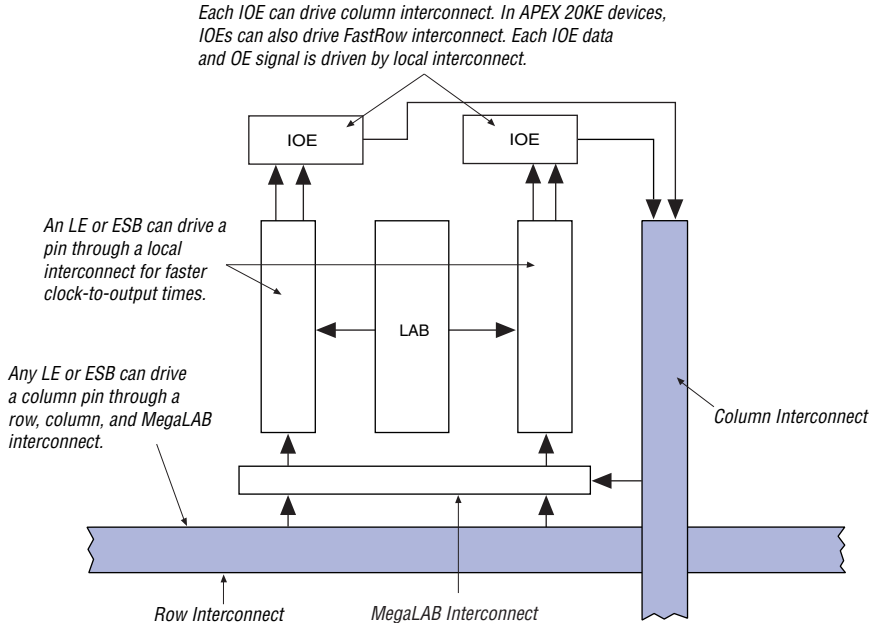 Each IOE can drive column interconnect. In APEX 20KE devices,
IOEs can also drive FastRow interconnect. Each IOE data
and OE signal is driven by local interconnect.
IOE
IOE
An LE or ESB can drive a
pin through a local
interconnect for faster
clock-to-output times.
LAB
Any LE or ESB can drive
a column pin through a
row, column, and MegaLAB
interconnect.
Column Interconnect
Row Interconnect
MegaLAB Interconnect